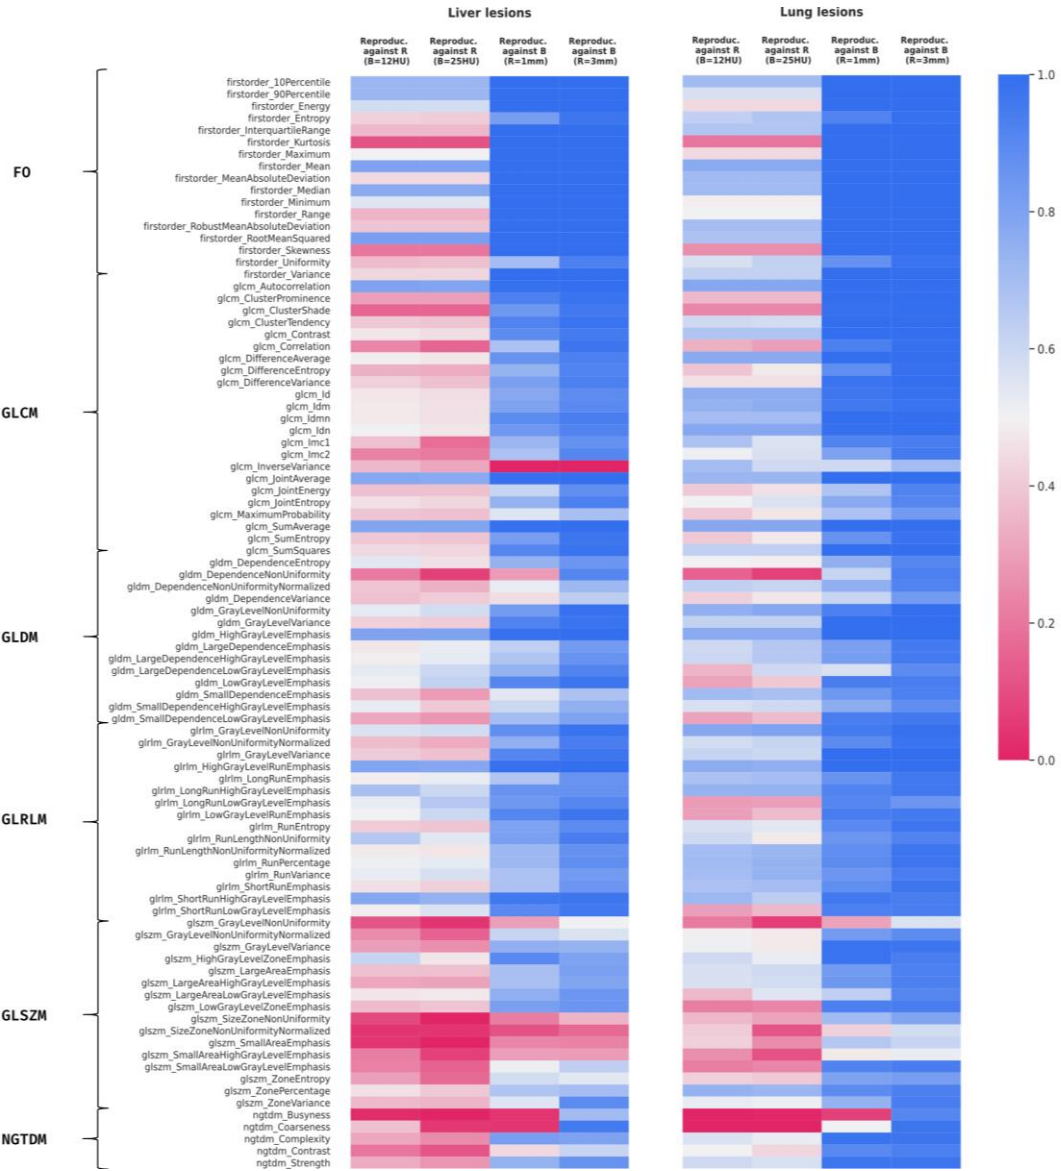 Liver lesions
Lung lesions
Reproduc. against R (B=12HU)
Reproduc. against R (B=25HU)
Reproduc. against B (R=1mm)
Reproduc. against B (R=3mm)
Reproduc. against R (B=12HU)
Reproduc. against R (B=25HU)
Reproduc. against B (R=1mm)
Reproduc. against B (R=3mm)
FO
firstorder_10Percentile
firstorder_90Percentile
firstorder_Energy
firstorder_Entropy
firstorder_InterquartileRange
firstorder_Kurtosis
firstorder_Maximum
firstorder_Mean
firstorder_MeanAbsoluteDeviation
firstorder_Median
firstorder_Minimum
firstorder_Range
firstorder_RobustMeanAbsoluteDeviation
firstorder_RootMeanSquared
firstorder_Skewness
firstorder_Uniformity
firstorder_Variance
GLCM
glcm_Autocorrelation
glcm_ClusterProminence
glcm_ClusterShade
glcm_ClusterTendency
glcm_Contrast
glcm_Correlation
glcm_DifferenceAverage
glcm_DifferenceEntropy
glcm_DifferenceVariance
glcm_Id
glcm_Idm
glcm_Idmn
glcm_Idn
glcm_Imc1
glcm_Imc2
glcm_InverseVariance
glcm_JointAverage
glcm_JointEnergy
glcm_JointEntropy
glcm_MaximumProbability
glcm_SumAverage
glcm_SumEntropy
glcm_SumSquares
GLDM
gldm_DependenceEntropy
gldm_DependenceNonUniformity
gldm_DependenceNonUniformityNormalized
gldm_DependenceVariance
gldm_GrayLevelNonUniformity
gldm_GrayLevelVariance
gldm_HighGrayLevelEmphasis
gldm_LargeDependenceEmphasis
gldm_LargeDependenceHighGrayLevelEmphasis
gldm_LargeDependenceLowGrayLevelEmphasis
gldm_LowGrayLevelEmphasis
gldm_SmallDependenceEmphasis
gldm_SmallDependenceHighGrayLevelEmphasis
gldm_SmallDependenceLowGrayLevelEmphasis
GLRLM
glrlm_GrayLevelNonUniformity
glrlm_GrayLevelNonUniformityNormalized
glrlm_GrayLevelVariance
glrlm_HighGrayLevelRunEmphasis
glrlm_LongRunEmphasis
glrlm_LongRunHighGrayLevelEmphasis
glrlm_LongRunLowGrayLevelEmphasis
glrlm_LowGrayLevelRunEmphasis
glrlm_RunEntropy
glrlm_RunLengthNonUniformity
glrlm_RunLengthNonUniformityNormalized
glrlm_RunPercentage
glrlm_RunVariance
glrlm_ShortRunEmphasis
glrlm_ShortRunHighGrayLevelEmphasis
glrlm_ShortRunLowGrayLevelEmphasis
GLSZM
glszm_GrayLevelNonUniformity
glszm_GrayLevelNonUniformityNormalized
glszm_GrayLevelVariance
glszm_HighGrayLevelZoneEmphasis
glszm_LargeAreaEmphasis
glszm_LargeAreaHighGrayLevelEmphasis
glszm_LargeAreaLowGrayLevelEmphasis
glszm_LowGrayLevelZoneEmphasis
glszm_SizeZoneNonUniformity
glszm_SizeZoneNonUniformityNormalized
glszm_SmallAreaEmphasis
glszm_SmallAreaHighGrayLevelEmphasis
glszm_SmallAreaLowGrayLevelEmphasis
glszm_ZoneEntropy
glszm_ZonePercentage
glszm_ZoneVariance
NGTDM
ngtdm_Busyness
ngtdm_Coarseness
ngtdm_Complexity
ngtdm_Contrast
ngtdm_Strength
1.0
0.8
0.6
0.4
0.2
0.0